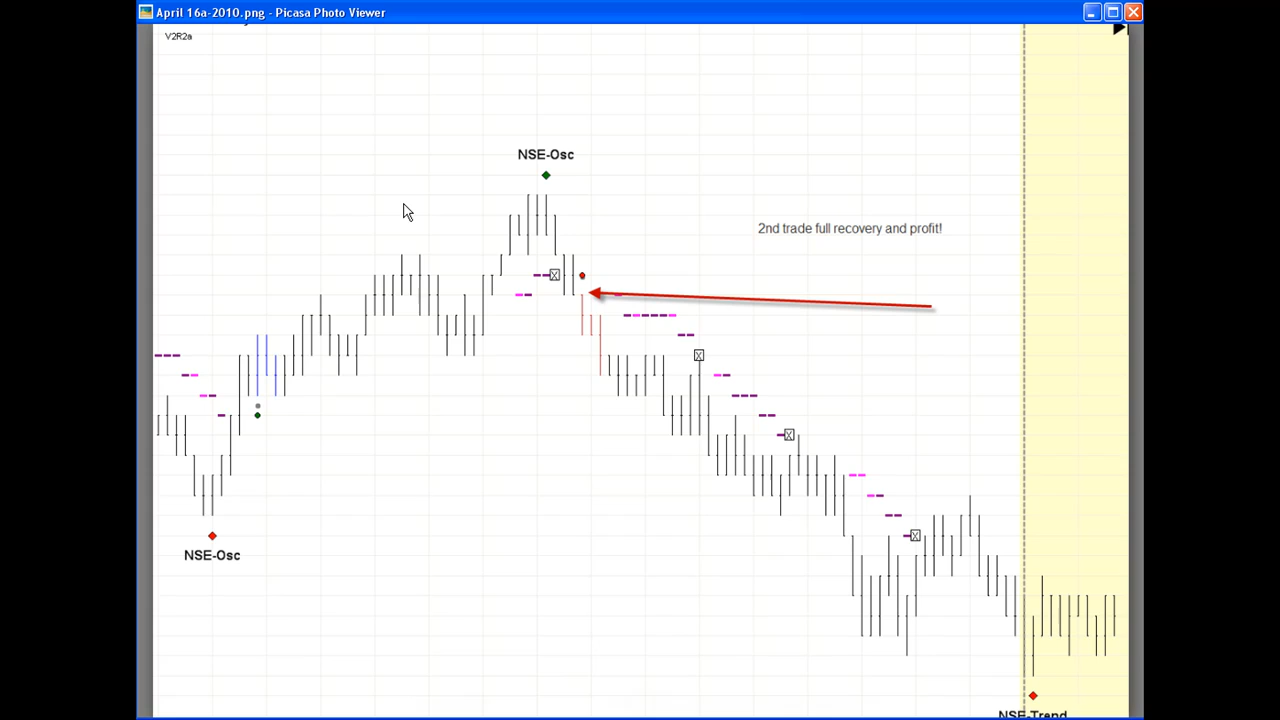 April 16a-2010.png - Picasa Photo Viewer
V2R2a
NSE-Osc
2nd trade full recovery and profit!
NSE-Osc
NSE-Trend